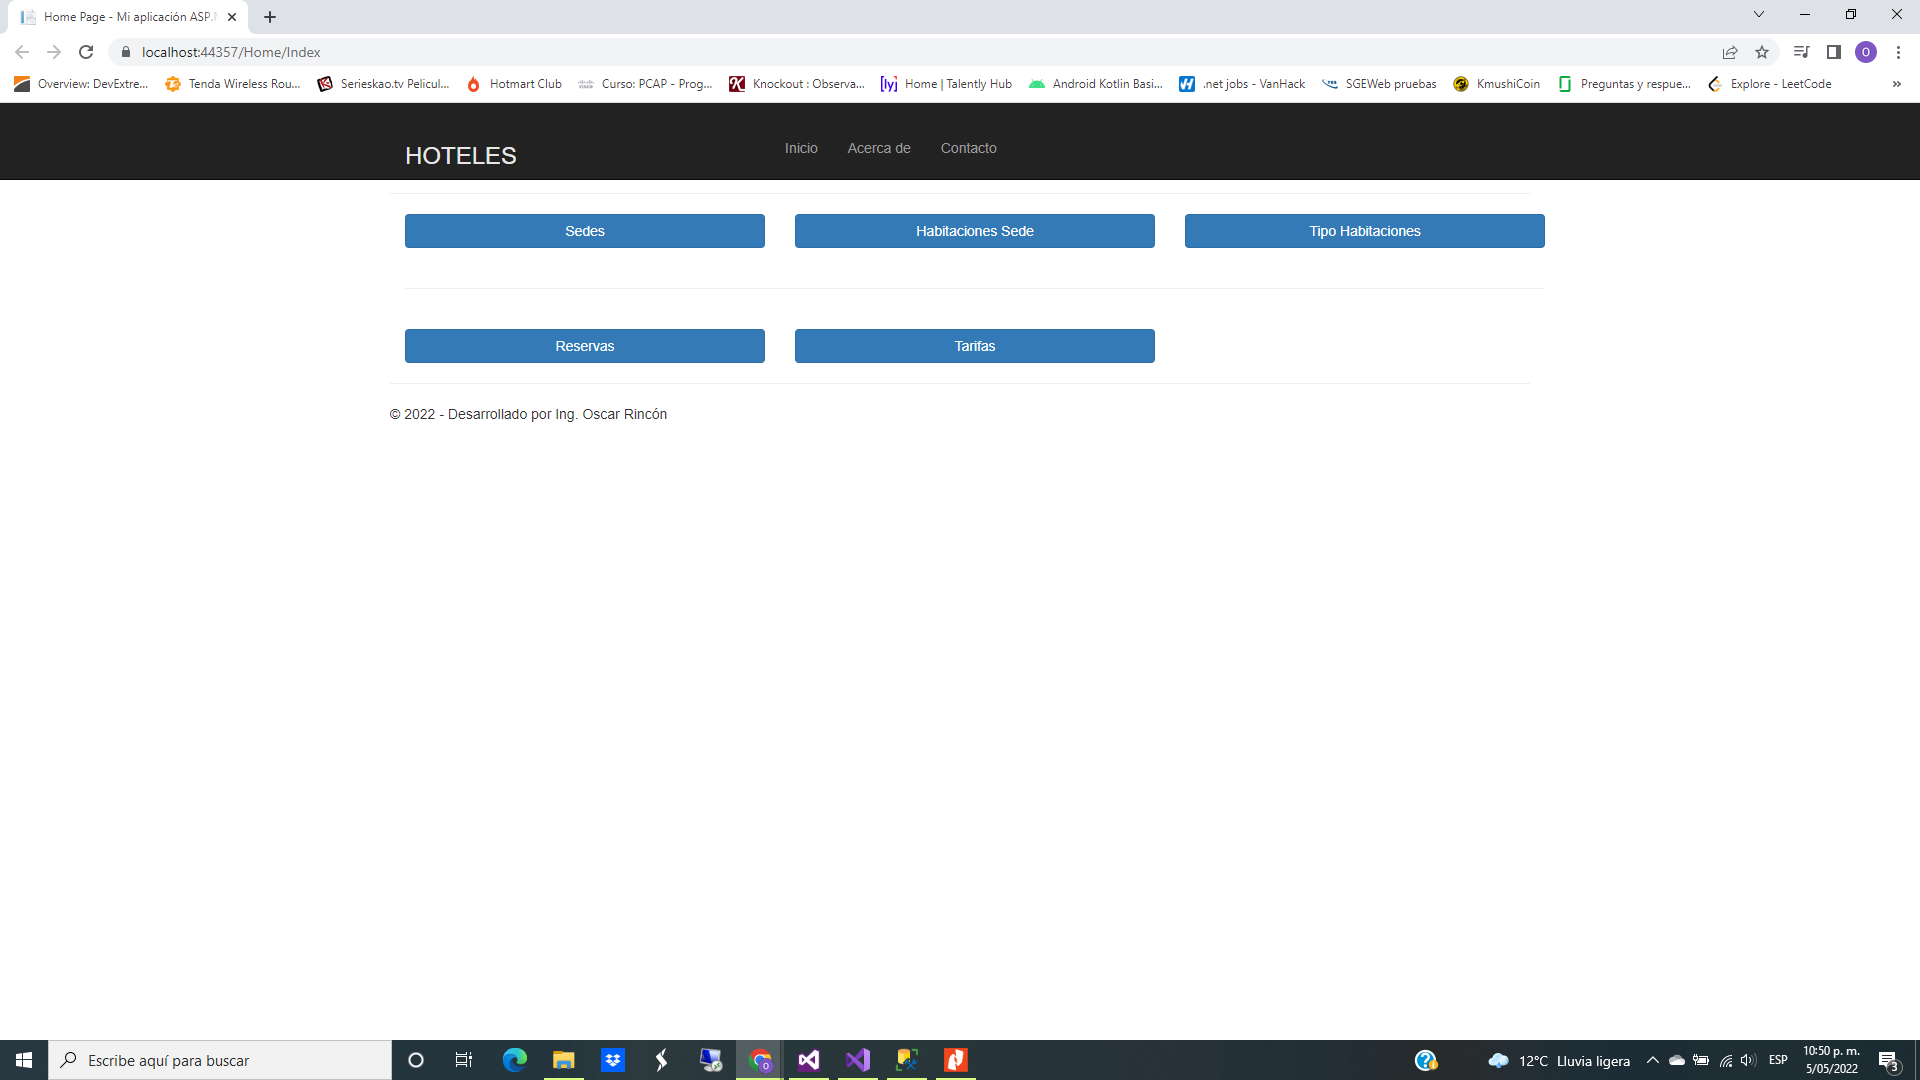 Home Page - Mi aplicación ASP.N
localhost:44357/Home/Index
O
Overview: DevExtre...
Tenda Wireless Rou...
Serieskao.tv Pelicul...
Hotmart Club
Curso: PCAP - Prog...
Knockout : Observa...
[ly] Home | Talently Hub
Android Kotlin Basi...
.net jobs - VanHack
SGEWeb pruebas
KmushiCoin
Preguntas y respue...
Explore - LeetCode
»
HOTELES
Inicio
Acerca de
Contacto
Sedes
Habitaciones Sede
Tipo Habitaciones
Reservas
Tarifas
© 2022 - Desarrollado por Ing. Oscar Rincón
Escribe aquí para buscar
12°C Lluvia ligera
ESP
10:50 p. m.
5/05/2022
3